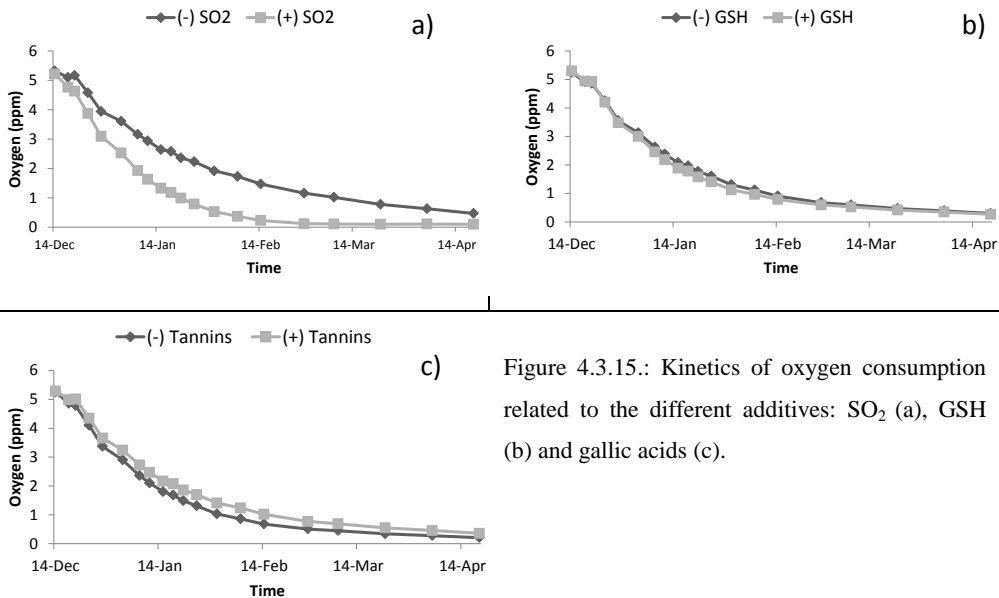 (-) SO2 (+) SO2
a)
6
5
4
3
2
1
0
Oxygen (ppm)
14-Dec 14-Jan 14-Feb 14-Mar 14-Apr
Time
(-) GSH (+) GSH
b)
6
5
4
3
2
1
0
Oxygen (ppm)
14-Dec 14-Jan 14-Feb 14-Mar 14-Apr
Time
(-) Tannins (+) Tannins
c)
6
5
4
3
2
1
0
Oxygen (ppm)
14-Dec 14-Jan 14-Feb 14-Mar 14-Apr
Time
Figure 4.3.15.: Kinetics of oxygen consumption
related to the different additives: SO₂ (a), GSH
(b) and gallic acids (c).